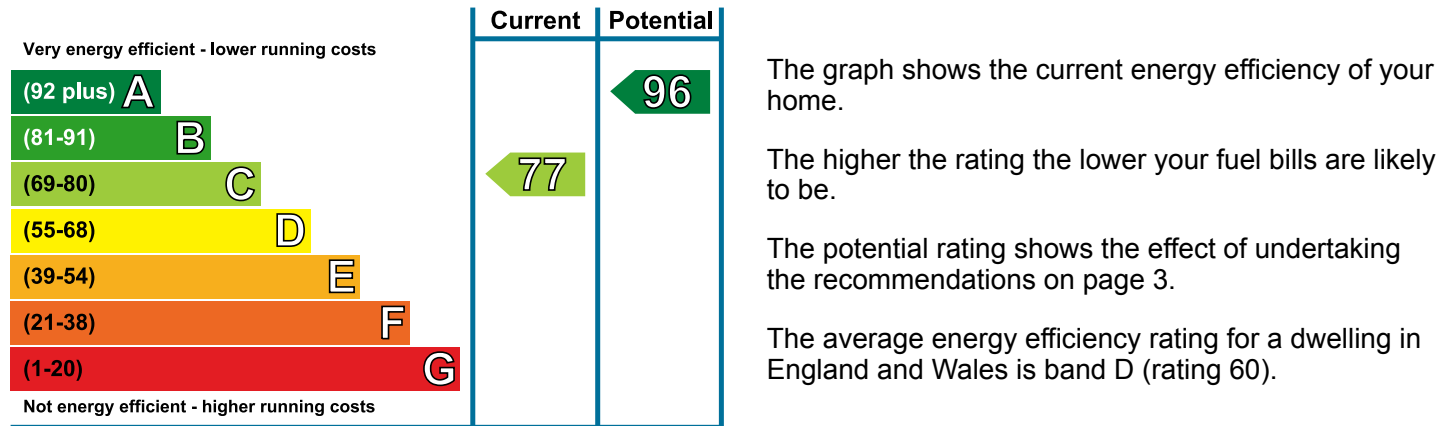 Current Potential
Very energy efficient - lower running costs
(92 plus) A
96
(81-91) B
(69-80) C
77
(55-68) D
(39-54) E
(21-38) F
(1-20) G
Not energy efficient - higher running costs
The graph shows the current energy efficiency of your
home.
The higher the rating the lower your fuel bills are likely
to be.
The potential rating shows the effect of undertaking
the recommendations on page 3.
The average energy efficiency rating for a dwelling in
England and Wales is band D (rating 60).